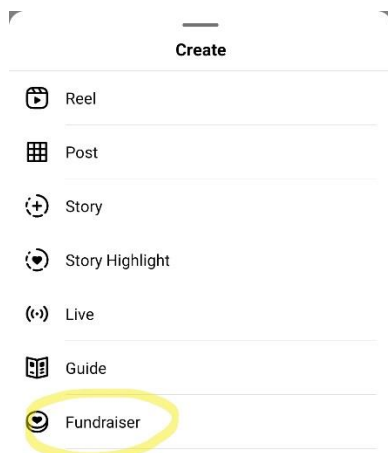 Create
Reel
Post
Story
Story Highlight
Live
Guide
Fundraiser